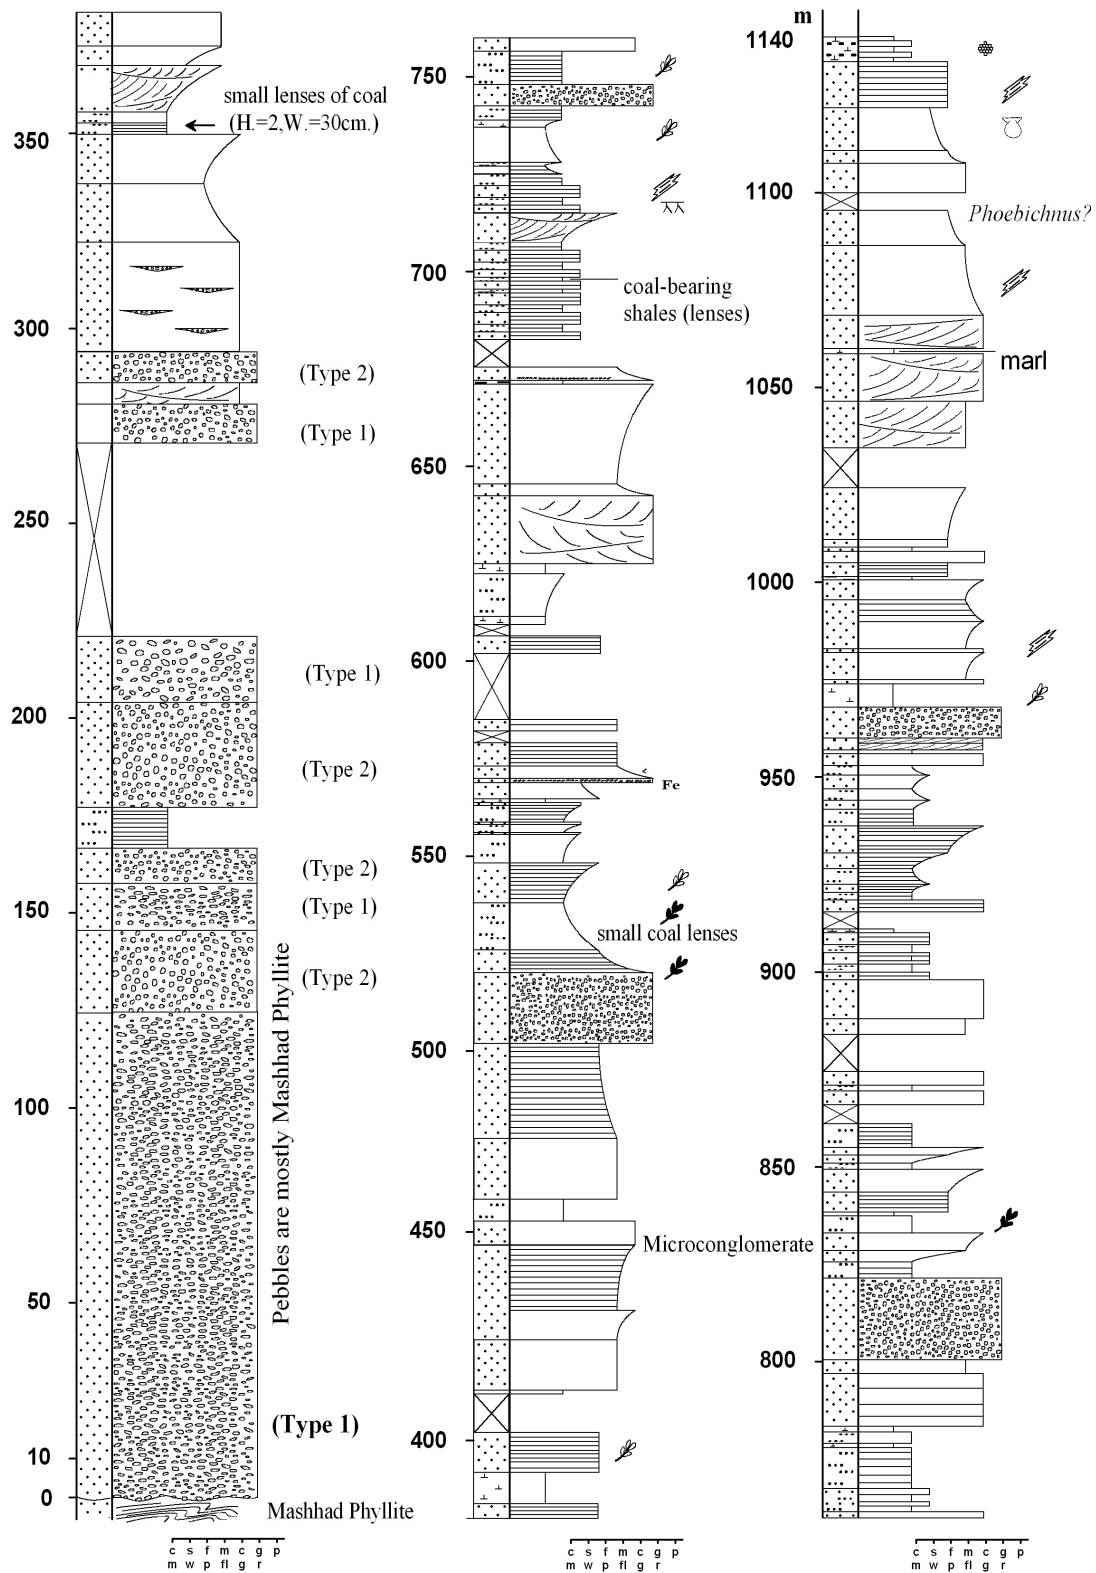 350
300
250
200
150
100
50
10
0
small lenses of coal
(H.=2,W.=30cm.)
(Type 2)
(Type 1)
(Type 1)
(Type 2)
(Type 2)
(Type 1)
(Type 2)
Pebbles are mostly Mashhad Phyllite
(Type 1)
Mashhad Phyllite
c s f m c g p
m w p fl g r
750
700
650
600
550
500
450
400
coal-bearing
shales (lenses)
Fe
small coal lenses
Microconglomerate
c s f m c g p
m w p fl g r
m
1140
1100
1050
1000
950
900
850
800
Phoebichnus?
marl
c s f m c g p
m w p fl g r